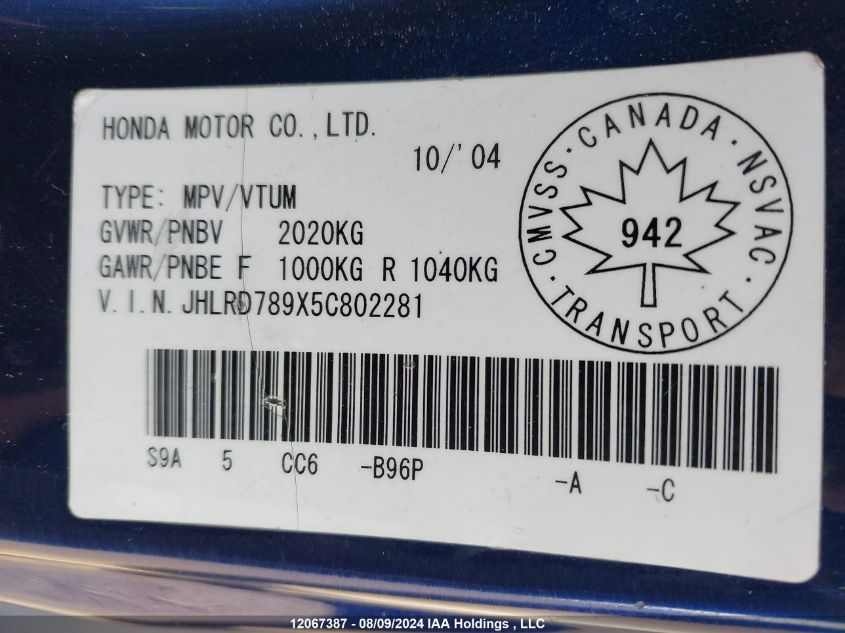 HONDA MOTOR CO.,LTD.
10/'04
TYPE: MPV/VTUM
GVWR/PNBV 2020KG
GAWR/PNBE F 1000KG R 1040KG
V.I.N. JHLRD789X5C802281
· CANADA · NSVAC · TRANSPORT · CMVSS
942
S9A 5 CC6 -B96P -A -C
12067387 - 08/09/2024 IAA Holdings , LLC